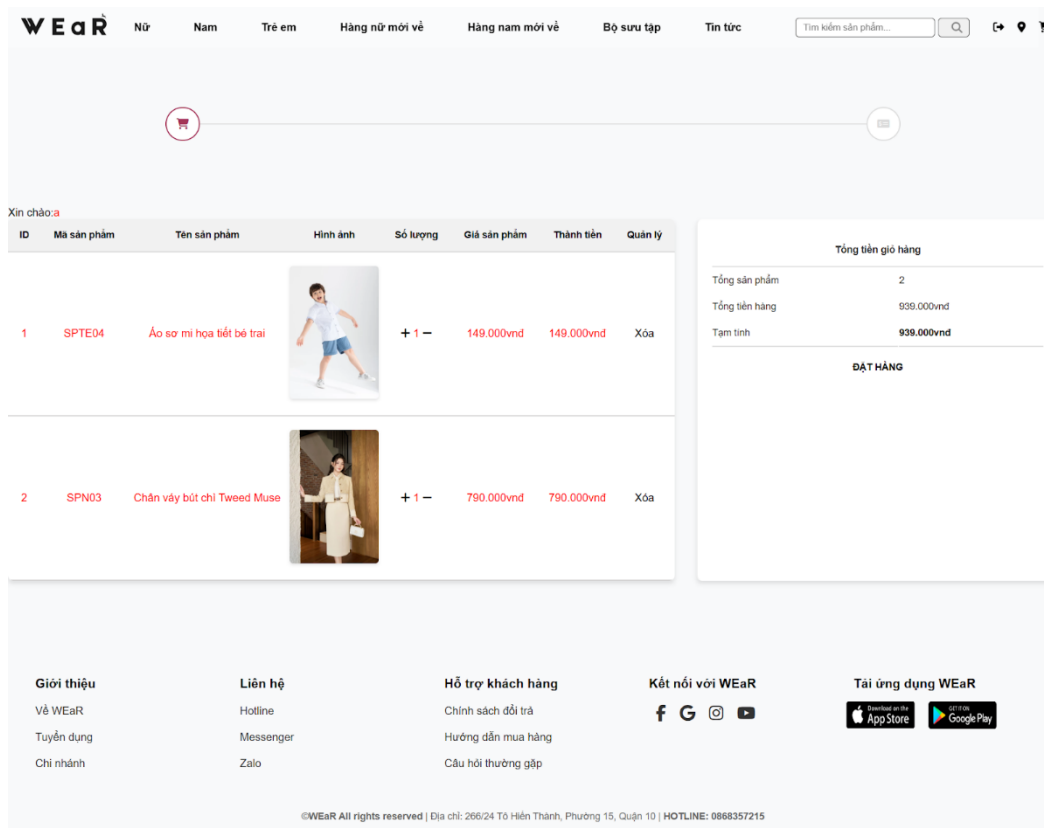 WEaR Nữ Nam Trẻ em Hàng nữ mới về Hàng nam mới về Bộ sưu tập Tin tức Tìm kiếm sản phẩm...
Xin chào:a
ID Mã sản phẩm Tên sản phẩm Hình ảnh Số lượng Giá sản phẩm Thành tiền Quản lý
1 SPTE04 Áo sơ mi họa tiết bé trai + 1 − 149.000vnd 149.000vnd Xóa
2 SPN03 Chân váy bút chì Tweed Muse + 1 − 790.000vnd 790.000vnd Xóa
Tổng tiền giỏ hàng
Tổng sản phẩm 2
Tổng tiền hàng 939.000vnd
Tạm tính 939.000vnd
ĐẶT HÀNG
Giới thiệu Liên hệ Hỗ trợ khách hàng Kết nối với WEaR Tải ứng dụng WEaR
Về WEaR Hotline Chính sách đổi trả
Download on the App Store GET IT ON Google Play
Tuyển dụng Messenger Hướng dẫn mua hàng
Chi nhánh Zalo Câu hỏi thường gặp
©WEaR All rights reserved | Địa chỉ: 266/24 Tô Hiến Thành, Phường 15, Quận 10 | HOTLINE: 0868357215